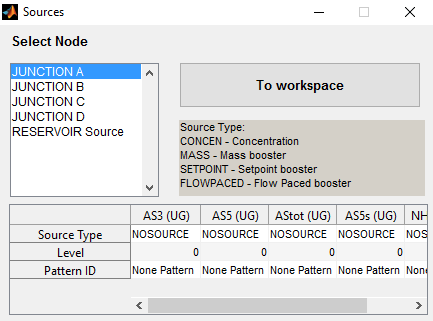 Sources
Select Node
JUNCTION A
JUNCTION B
JUNCTION C
JUNCTION D
RESERVOIR Source
To workspace
Source Type:
CONCEN - Concentration
MASS - Mass booster
SETPOINT - Setpoint booster
FLOWPACED - Flow Paced booster
AS3 (UG) AS5 (UG) AStot (UG) AS5s (UG) NH
Source Type NOSOURCE NOSOURCE NOSOURCE NOSOURCE NOS
Level 0 0 0 0
Pattern ID None Pattern None Pattern None Pattern None Pattern None